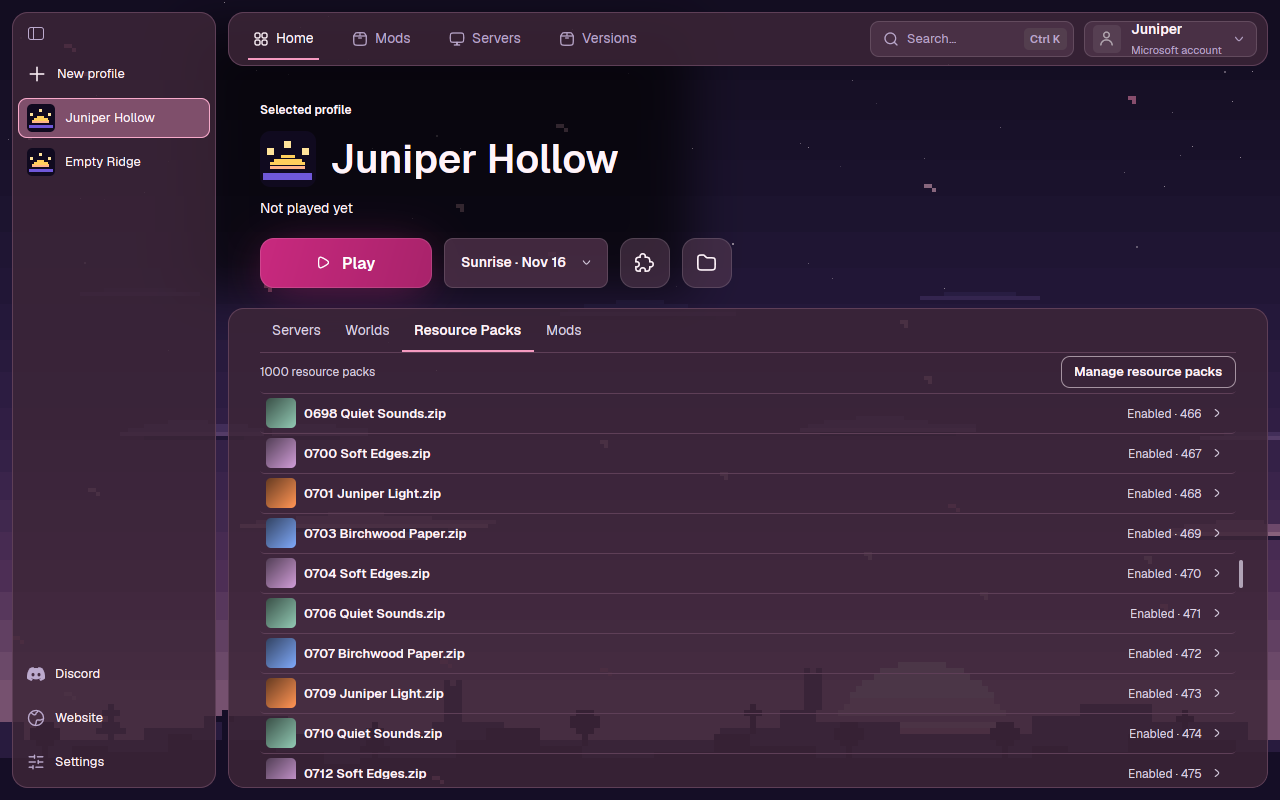 New profile
Juniper Hollow
Empty Ridge
Discord
Website
Settings
Home
Mods
Servers
Versions
Search...
Ctrl K
Juniper
Microsoft account
Selected profile
Juniper Hollow
Not played yet
Play
Sunrise · Nov 16
Servers
Worlds
Resource Packs
Mods
1000 resource packs
Manage resource packs
0698 Quiet Sounds.zip
Enabled · 466
0700 Soft Edges.zip
Enabled · 467
0701 Juniper Light.zip
Enabled · 468
0703 Birchwood Paper.zip
Enabled · 469
0704 Soft Edges.zip
Enabled · 470
0706 Quiet Sounds.zip
Enabled · 471
0707 Birchwood Paper.zip
Enabled · 472
0709 Juniper Light.zip
Enabled · 473
0710 Quiet Sounds.zip
Enabled · 474
0712 Soft Edges.zip
Enabled · 475